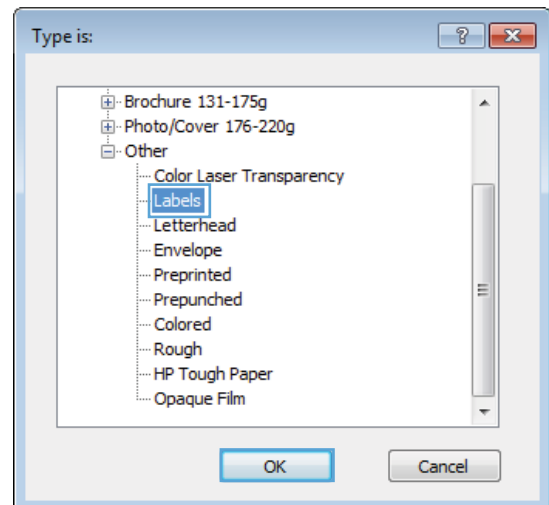 Type is:
Brochure 131-175g
Photo/Cover 176-220g
Other
Color Laser Transparency
Labels
Letterhead
Envelope
Preprinted
Prepunched
Colored
Rough
HP Tough Paper
Opaque Film
OK Cancel